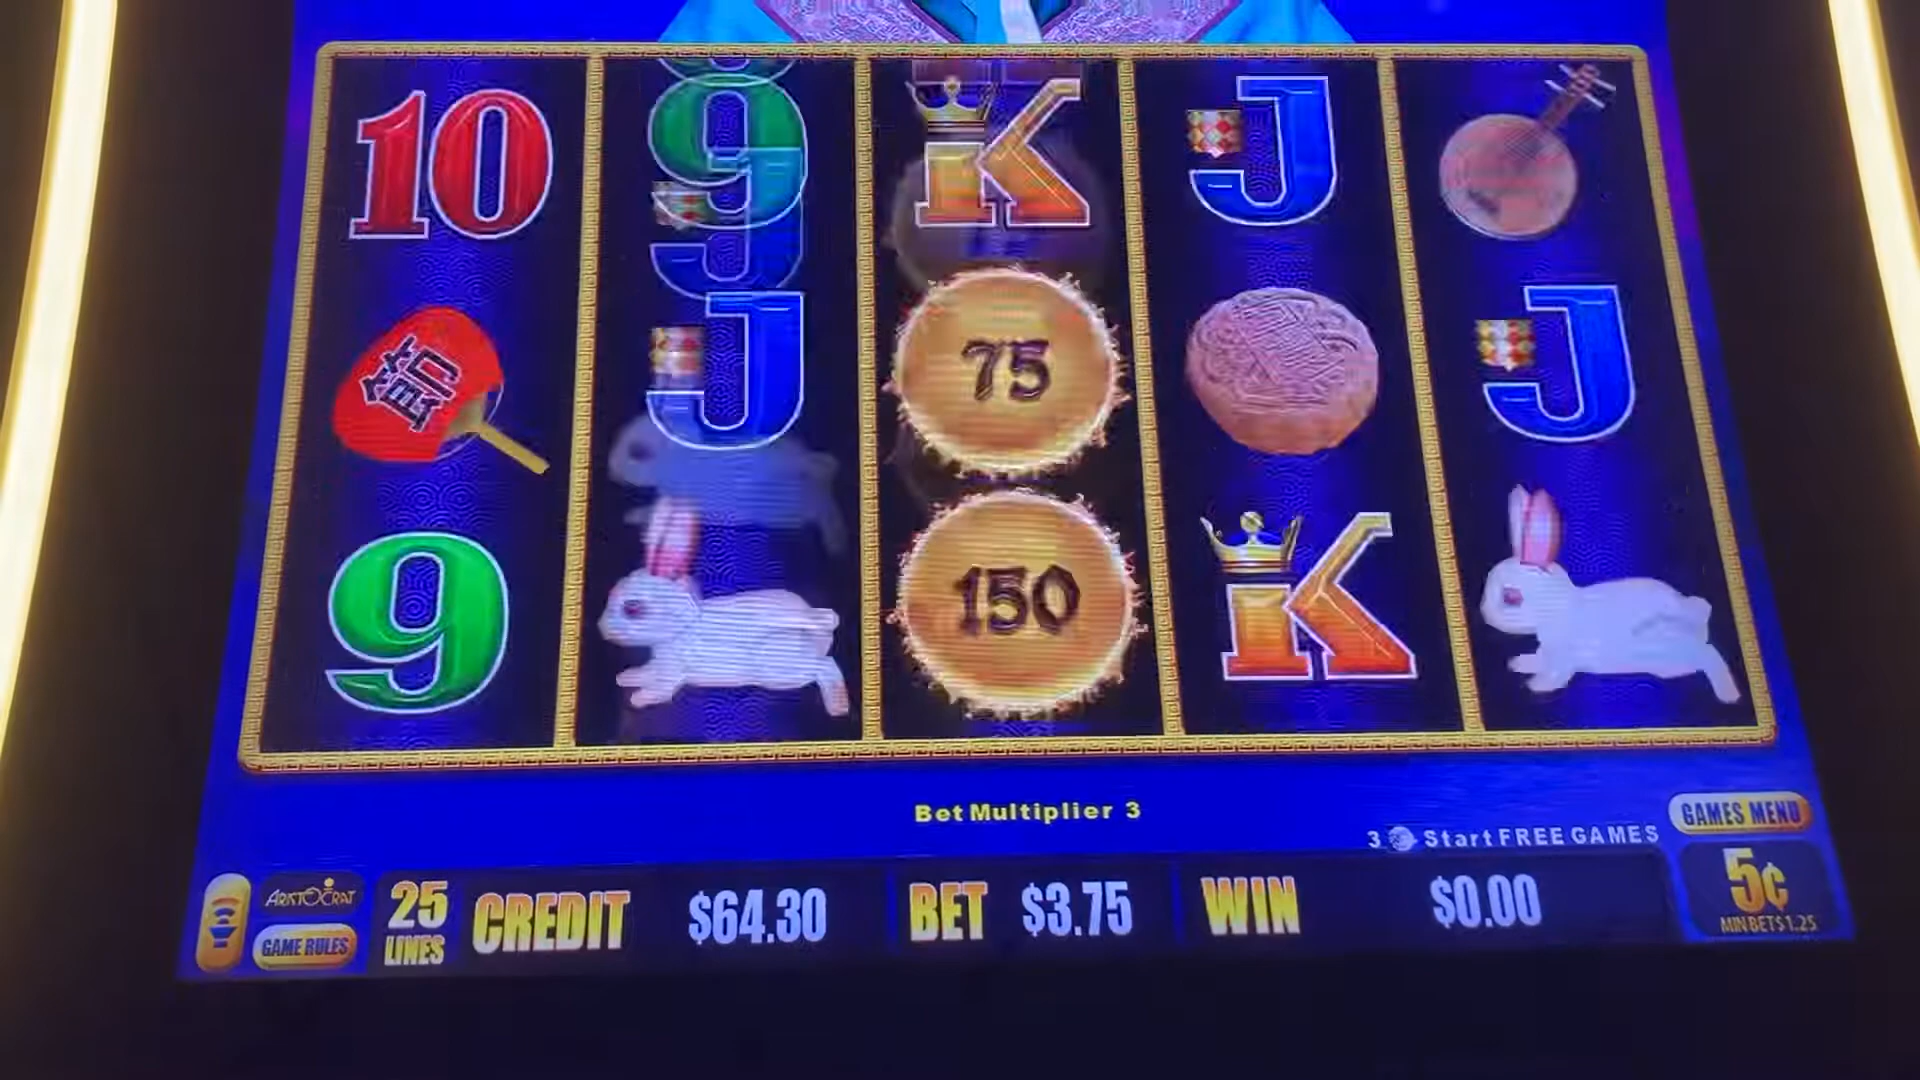 10 9 K J
J 75 J
9 150 K
Bet Multiplier 3
3 Start FREE GAMES
GAMES MENU
ARISTOCRAT
GAME RULES
25 LINES
CREDIT $64.30
BET $3.75
WIN $0.00
5¢
MIN BET $1.25